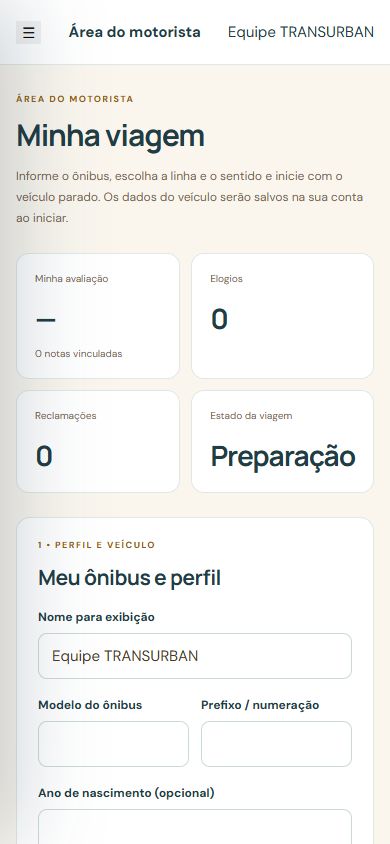 ☰ Área do motorista Equipe TRANSURBAN
ÁREA DO MOTORISTA
Minha viagem
Informe o ônibus, escolha a linha e o sentido e inicie com o
veículo parado. Os dados do veículo serão salvos na sua conta
ao iniciar.
Minha avaliação
—
0 notas vinculadas
Elogios
0
Reclamações
0
Estado da viagem
Preparação
1 • PERFIL E VEÍCULO
Meu ônibus e perfil
Nome para exibição
Equipe TRANSURBAN
Modelo do ônibus
Prefixo / numeração
Ano de nascimento (opcional)